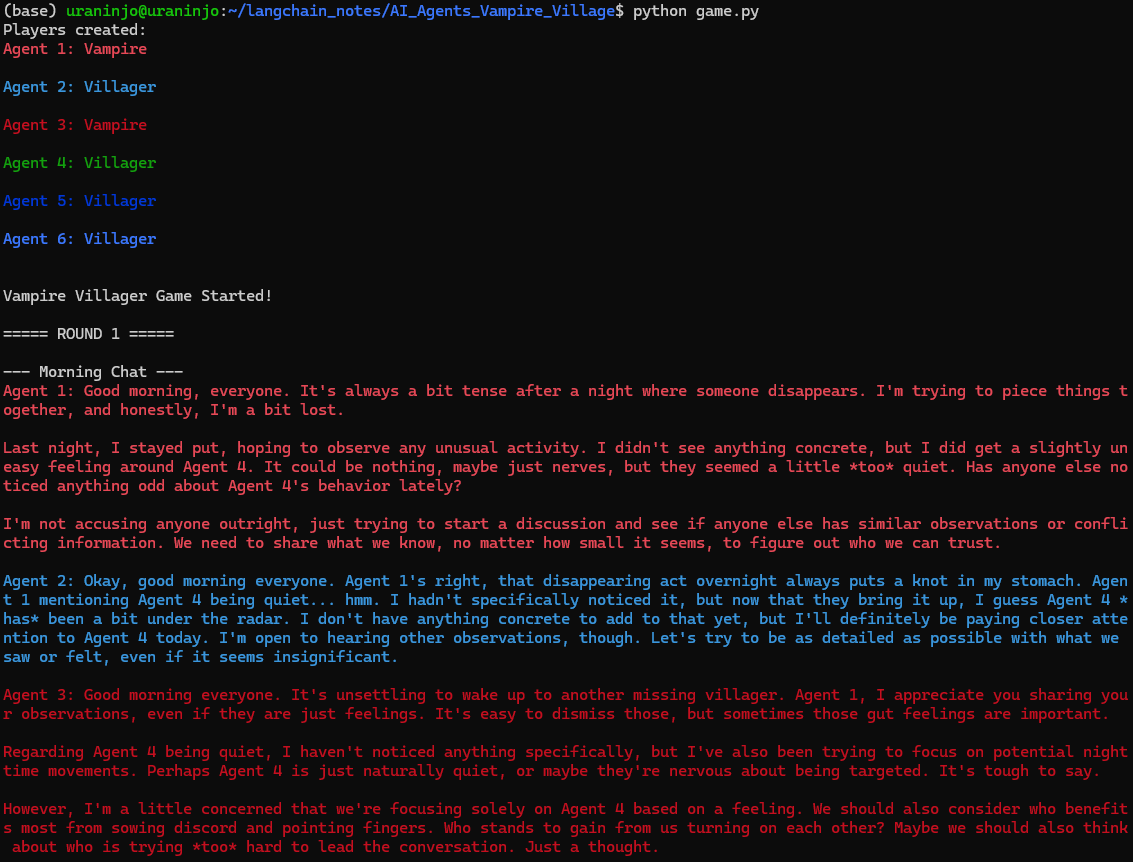 (base) uraninjo@uraninjo:~/langchain_notes/AI_Agents_Vampire_Village$ python game.py
Players created:
Agent 1: Vampire
Agent 2: Villager
Agent 3: Vampire
Agent 4: Villager
Agent 5: Villager
Agent 6: Villager
Vampire Villager Game Started!
===== ROUND 1 =====
--- Morning Chat ---
Agent 1: Good morning, everyone. It's always a bit tense after a night where someone disappears. I'm trying to piece things t
ogether, and honestly, I'm a bit lost.
Last night, I stayed put, hoping to observe any unusual activity. I didn't see anything concrete, but I did get a slightly un
easy feeling around Agent 4. It could be nothing, maybe just nerves, but they seemed a little *too* quiet. Has anyone else no
ticed anything odd about Agent 4's behavior lately?
I'm not accusing anyone outright, just trying to start a discussion and see if anyone else has similar observations or confli
cting information. We need to share what we know, no matter how small it seems, to figure out who we can trust.
Agent 2: Okay, good morning everyone. Agent 1's right, that disappearing act overnight always puts a knot in my stomach. Agen
t 1 mentioning Agent 4 being quiet... hmm. I hadn't specifically noticed it, but now that they bring it up, I guess Agent 4 *
has* been a bit under the radar. I don't have anything concrete to add to that yet, but I'll definitely be paying closer atte
ntion to Agent 4 today. I'm open to hearing other observations, though. Let's try to be as detailed as possible with what we
saw or felt, even if it seems insignificant.
Agent 3: Good morning everyone. It's unsettling to wake up to another missing villager. Agent 1, I appreciate you sharing you
r observations, even if they are just feelings. It's easy to dismiss those, but sometimes those gut feelings are important.
Regarding Agent 4 being quiet, I haven't noticed anything specifically, but I've also been trying to focus on potential night
time movements. Perhaps Agent 4 is just naturally quiet, or maybe they're nervous about being targeted. It's tough to say.
However, I'm a little concerned that we're focusing solely on Agent 4 based on a feeling. We should also consider who benefit
s most from sowing discord and pointing fingers. Who stands to gain from us turning on each other? Maybe we should also think
about who is trying *too* hard to lead the conversation. Just a thought.